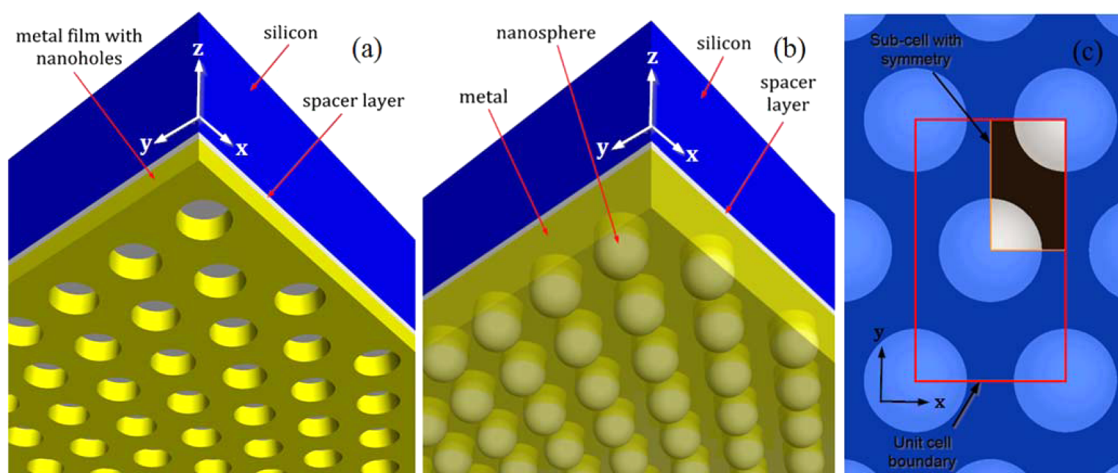 metal film with
nanoholes
silicon
(a)
z
spacer layer
y
x
nanosphere
silicon
(b)
metal
z
spacer
layer
y
x
Sub-cell with
symmetry
(c)
y
x
Unit cell
boundary